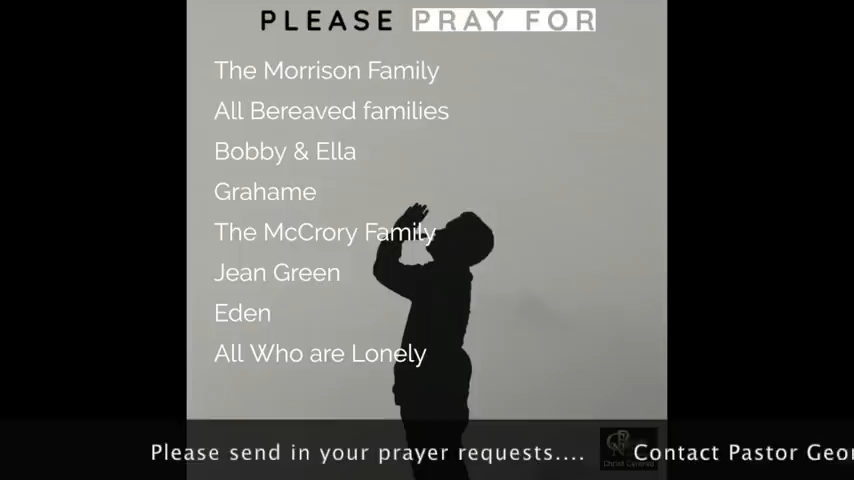 PLEASE PRAY FOR
The Morrison Family
All Bereaved families
Bobby & Ella
Grahame
The McCrory Family
Jean Green
Eden
All Who are Lonely
Please send in your prayer requests.... Contact Pastor Geor